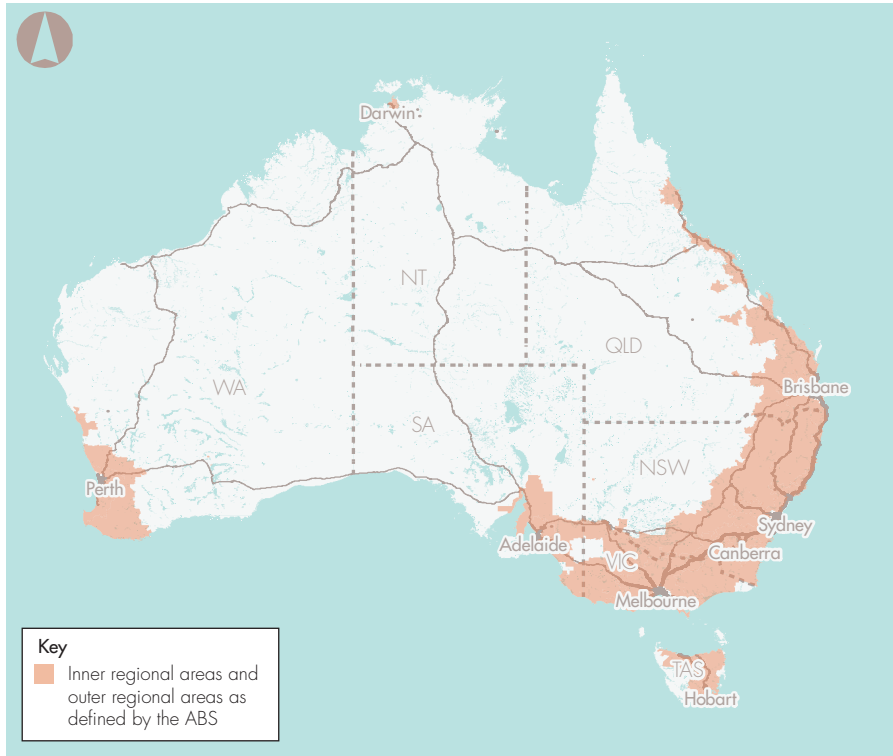 Darwin
NT
QLD
WA
Brisbane
SA
NSW
Perth
Sydney
Adelaide
Canberra
VIC
Melbourne
Key
Inner regional areas and
outer regional areas as
defined by the ABS
TAS
Hobart